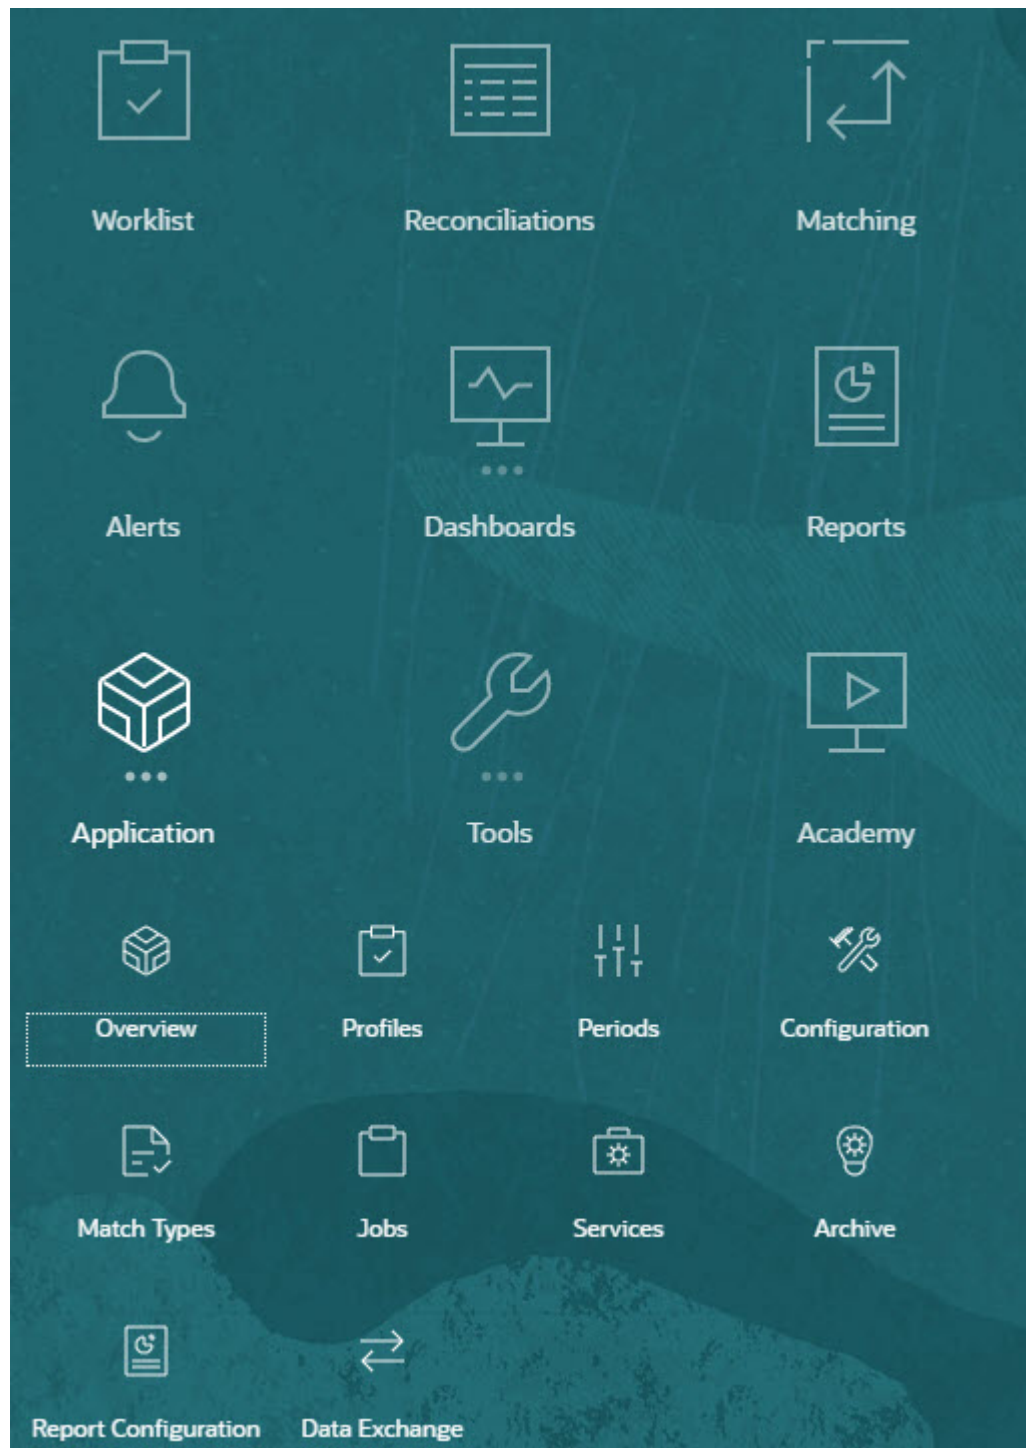 Worklist Reconciliations Matching
Alerts Dashboards Reports
Application Tools Academy
Overview Profiles Periods Configuration
Match Types Jobs Services Archive
Report Configuration Data Exchange